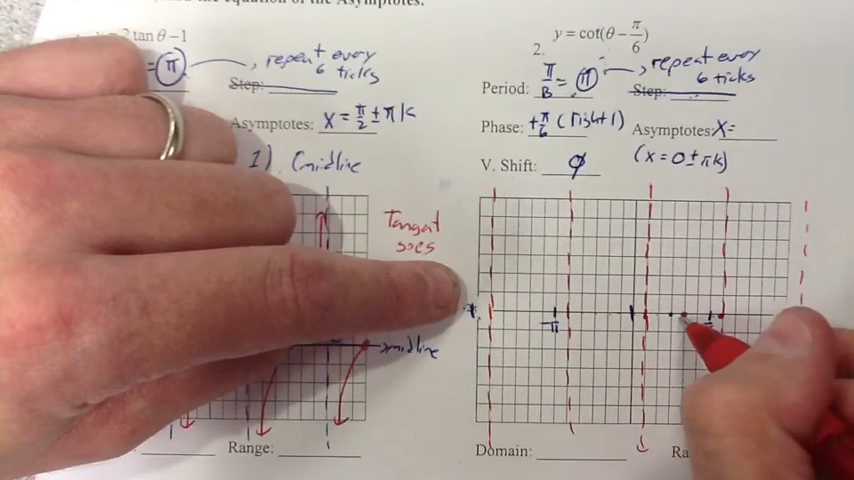 the equation of the Asymptotes.
2 tan θ − 1
= π
repeat every
6 ticks
Step:
Asymptotes: x = π/2 ± πk
1) (midline
Tangent
goes
midline
Range:
2. y = cot(θ − π/6)
Period: π/B = π
repeat every
6 ticks
Step:
Phase: +π/6 (right 1) Asymptotes: x=
V. Shift: φ
(x = 0 ± πk)
-π
Domain:
Ra